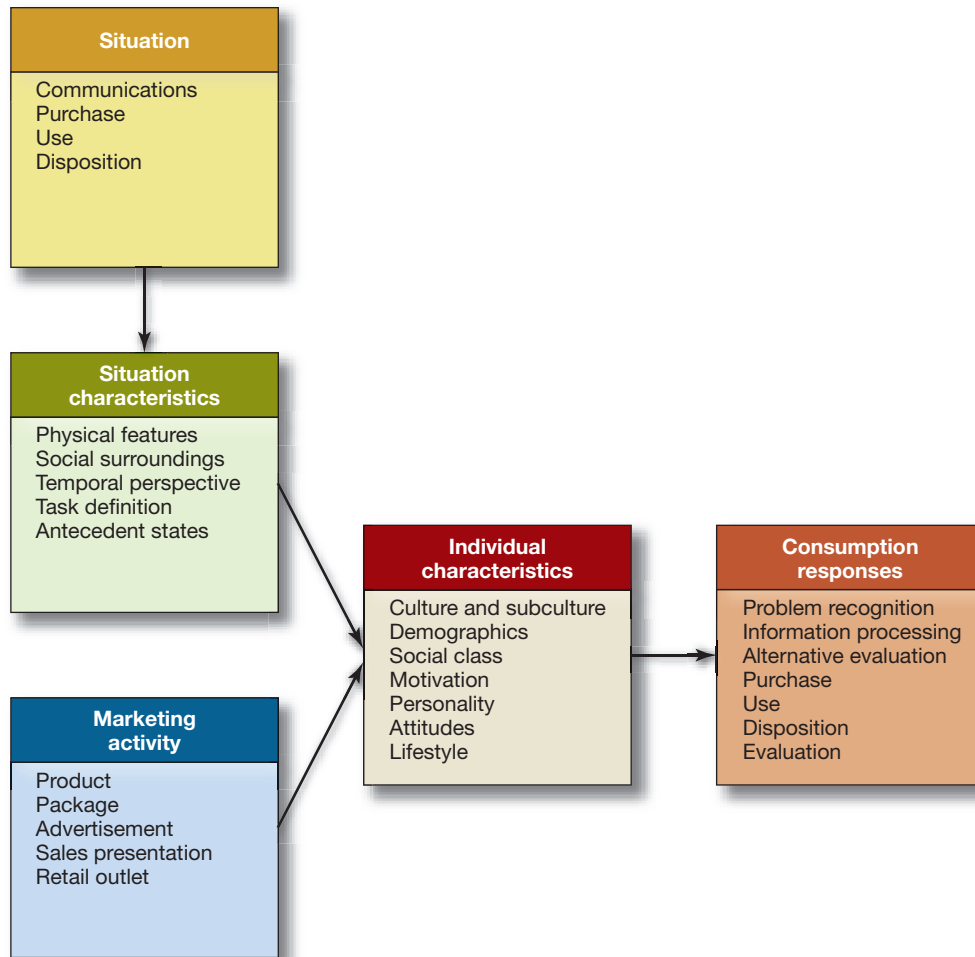 Situation
Communications
Purchase
Use
Disposition
Situation
characteristics
Physical features
Social surroundings
Temporal perspective
Task definition
Antecedent states
Marketing
activity
Product
Package
Advertisement
Sales presentation
Retail outlet
Individual
characteristics
Culture and subculture
Demographics
Social class
Motivation
Personality
Attitudes
Lifestyle
Consumption
responses
Problem recognition
Information processing
Alternative evaluation
Purchase
Use
Disposition
Evaluation